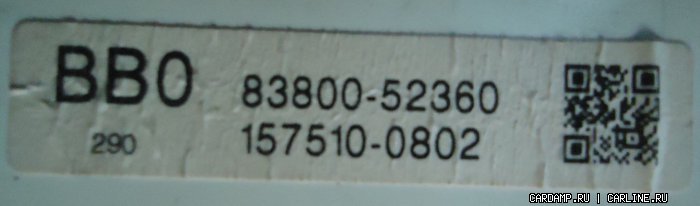 BB0 83800-52360
290 157510-0802
CARDAMP.RU | CARLINE.RU